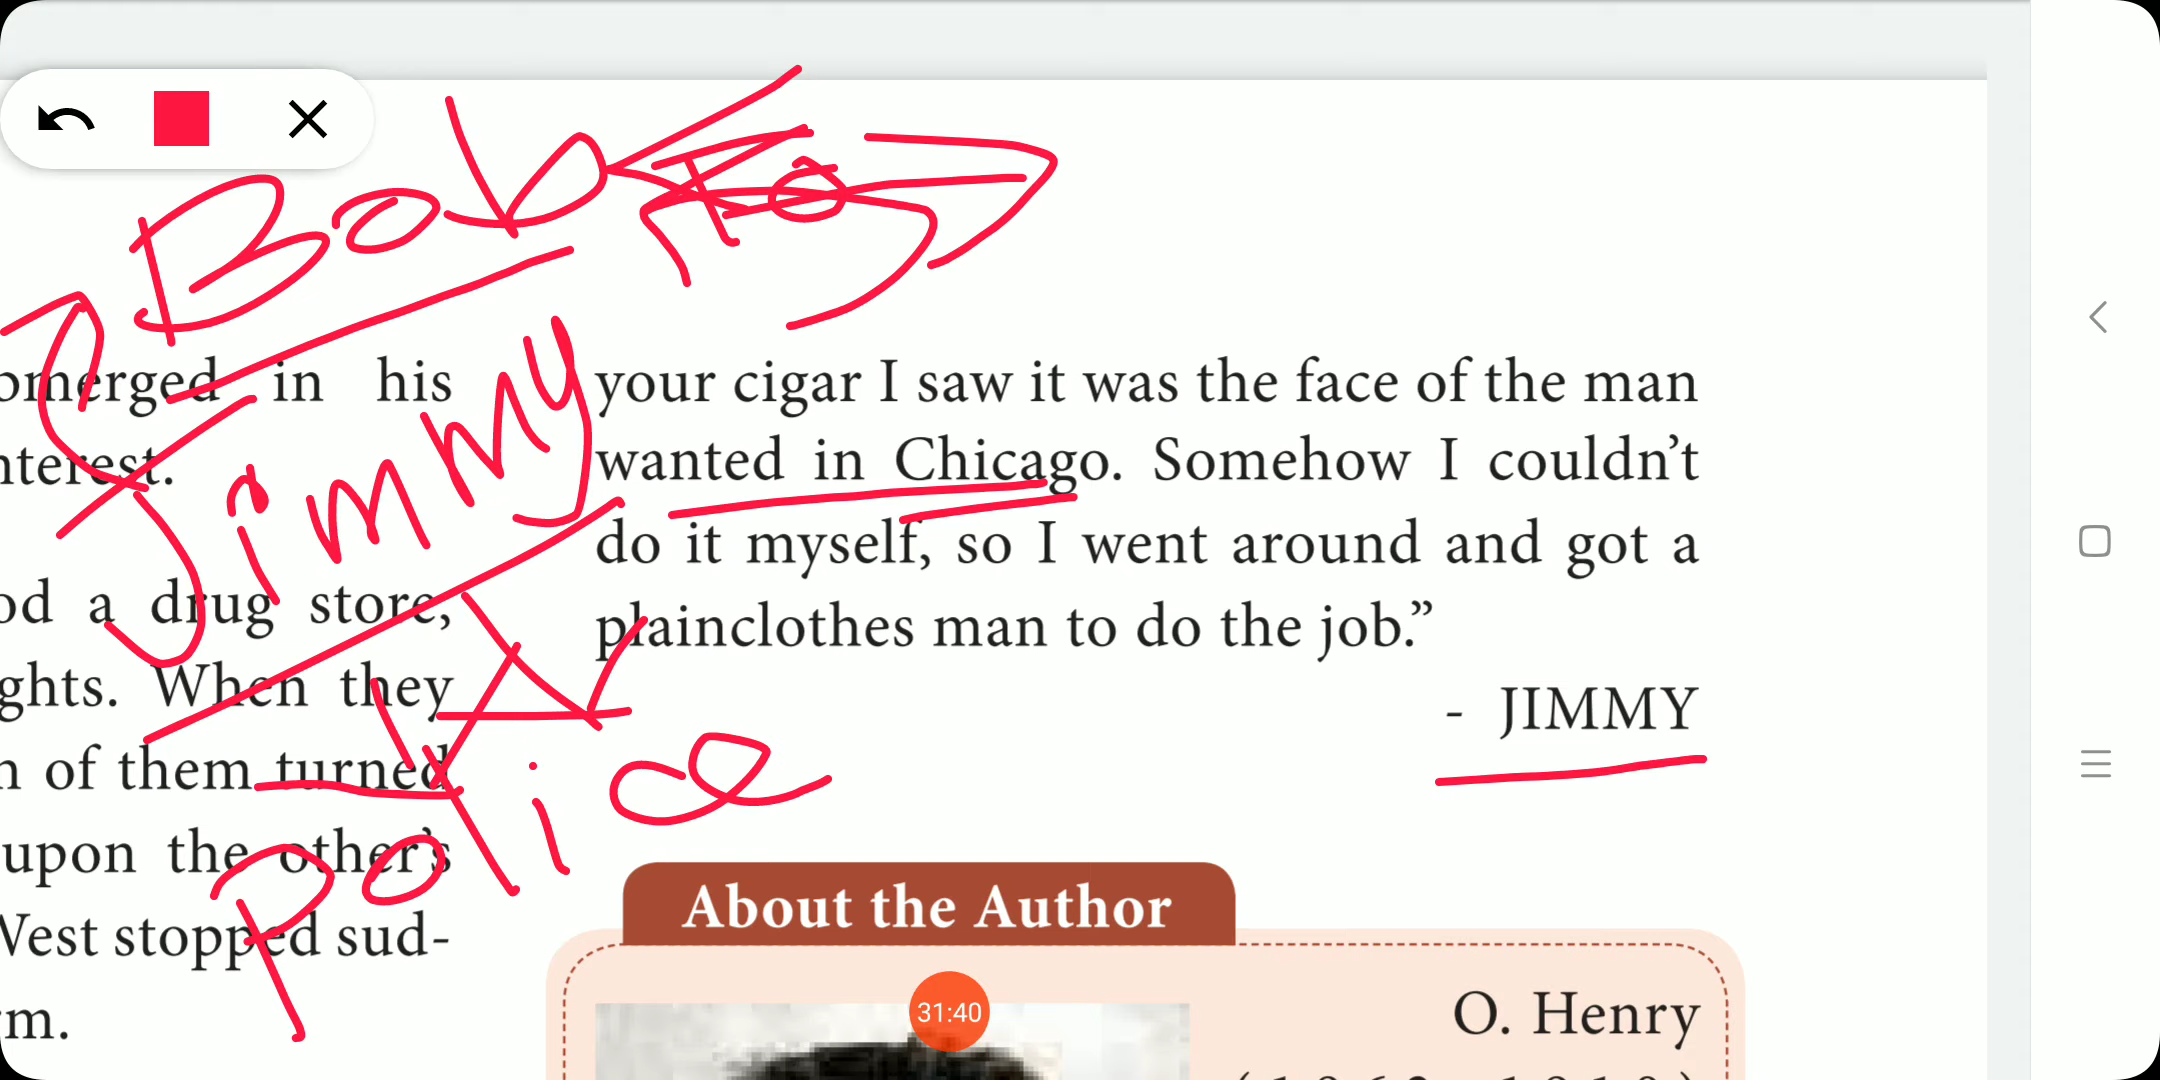 Bob
Jimmy
Police
omerged in his
nterest.
od a drug store,
ghts. When they
n of them turned
upon the other's
West stopped sud-
rm.
your cigar I saw it was the face of the man
wanted in Chicago. Somehow I couldn't
do it myself, so I went around and got a
plainclothes man to do the job.”
- JIMMY
About the Author
31:40
O. Henry